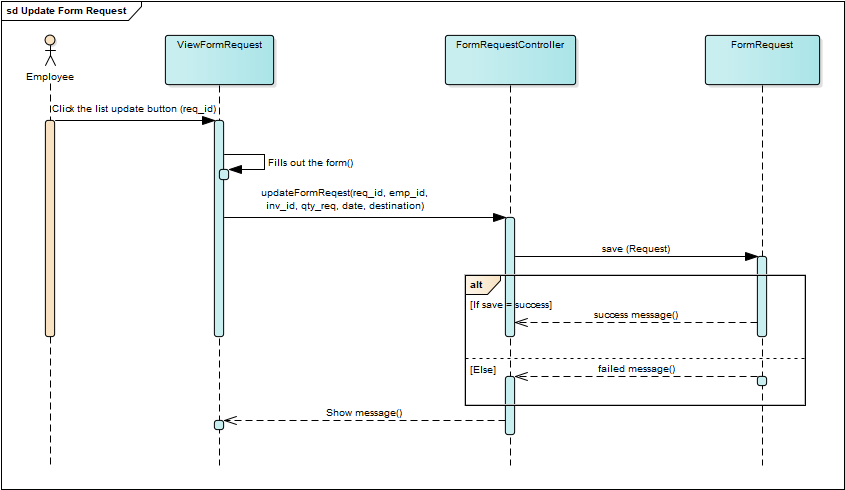 sd Update Form Request
ViewFormRequest
FormRequestController
FormRequest
Employee
Click the list update button (req_id)
Fills out the form()
updateFormReqest(req_id, emp_id,
inv_id, qty_req, date, destination)
save (Request)
alt
[If save = success]
success message()
[Else]
failed message()
Show message()